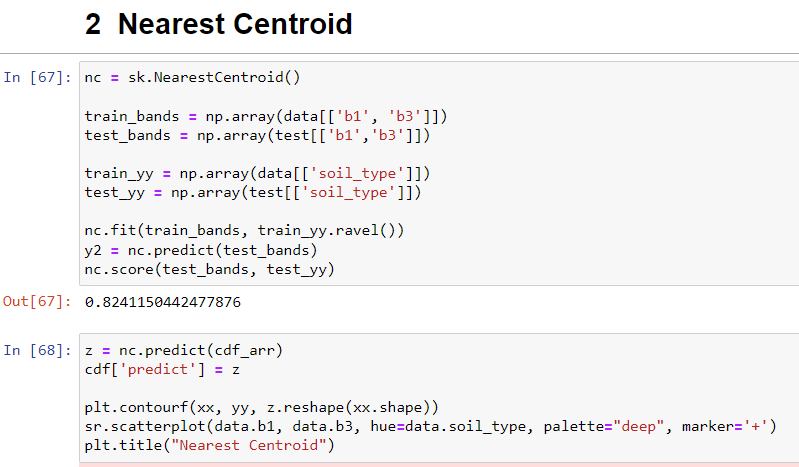 2 Nearest Centroid
In [67]: nc = sk.NearestCentroid()
train_bands = np.array(data[['b1', 'b3']])
test_bands = np.array(test[['b1','b3']])
train_yy = np.array(data[['soil_type']])
test_yy = np.array(test[['soil_type']])
nc.fit(train_bands, train_yy.ravel())
y2 = nc.predict(test_bands)
nc.score(test_bands, test_yy)
Out[67]: 0.8241150442477876
In [68]: z = nc.predict(cdf_arr)
cdf['predict'] = z
plt.contourf(xx, yy, z.reshape(xx.shape))
sr.scatterplot(data.b1, data.b3, hue=data.soil_type, palette="deep", marker='+')
plt.title("Nearest Centroid")